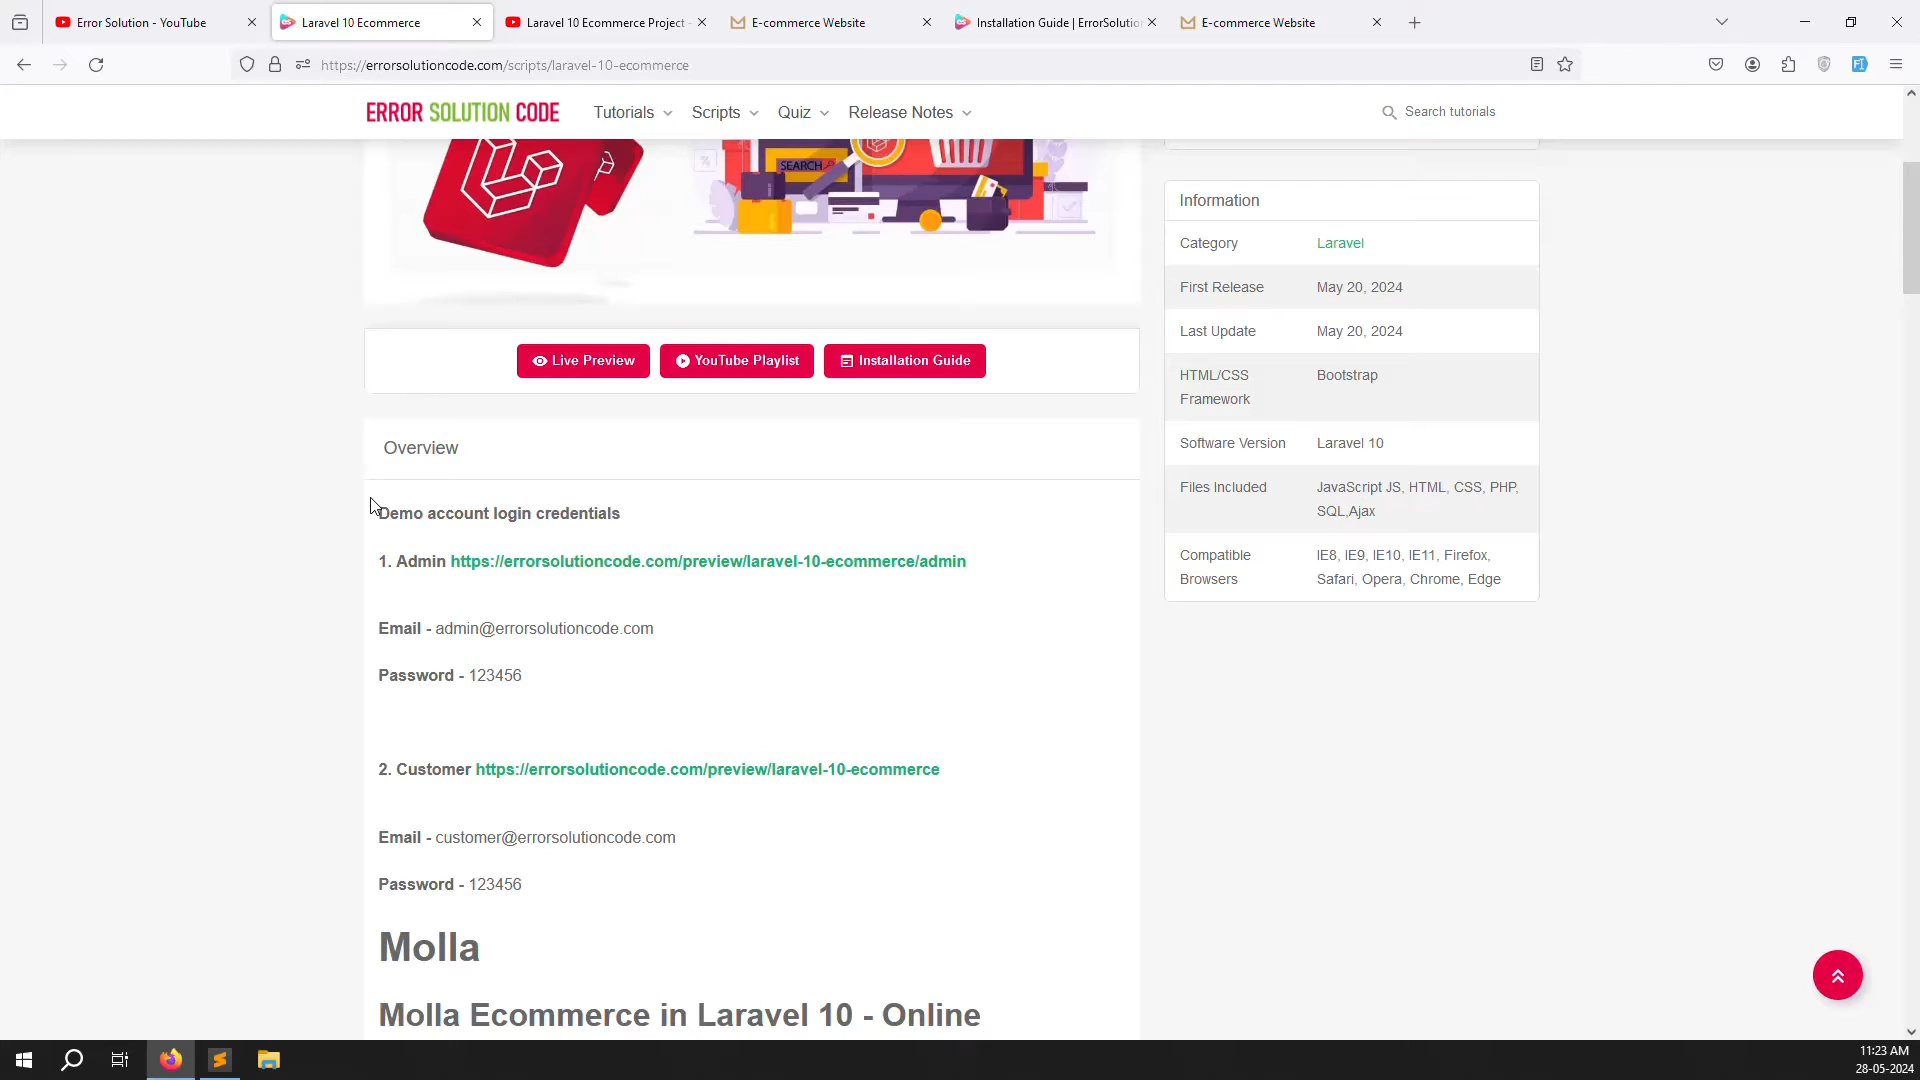 Error Solution - YouTube
Laravel 10 Ecommerce
Laravel 10 Ecommerce Project -
E-commerce Website
Installation Guide | ErrorSolution
E-commerce Website
https://errorsolutioncode.com/scripts/laravel-10-ecommerce
ERROR SOLUTION CODE
Tutorials
Scripts
Quiz
Release Notes
Search tutorials
SEARCH
Live Preview
YouTube Playlist
Installation Guide
Overview
Demo account login credentials
1. Admin https://errorsolutioncode.com/preview/laravel-10-ecommerce/admin
Email - admin@errorsolutioncode.com
Password - 123456
2. Customer https://errorsolutioncode.com/preview/laravel-10-ecommerce
Email - customer@errorsolutioncode.com
Password - 123456
Molla
Molla Ecommerce in Laravel 10 - Online
Information
Category Laravel
First Release May 20, 2024
Last Update May 20, 2024
HTML/CSS Framework Bootstrap
Software Version Laravel 10
Files Included JavaScript JS, HTML, CSS, PHP,
SQL,Ajax
Compatible Browsers IE8, IE9, IE10, IE11, Firefox,
Safari, Opera, Chrome, Edge
11:23 AM
28-05-2024